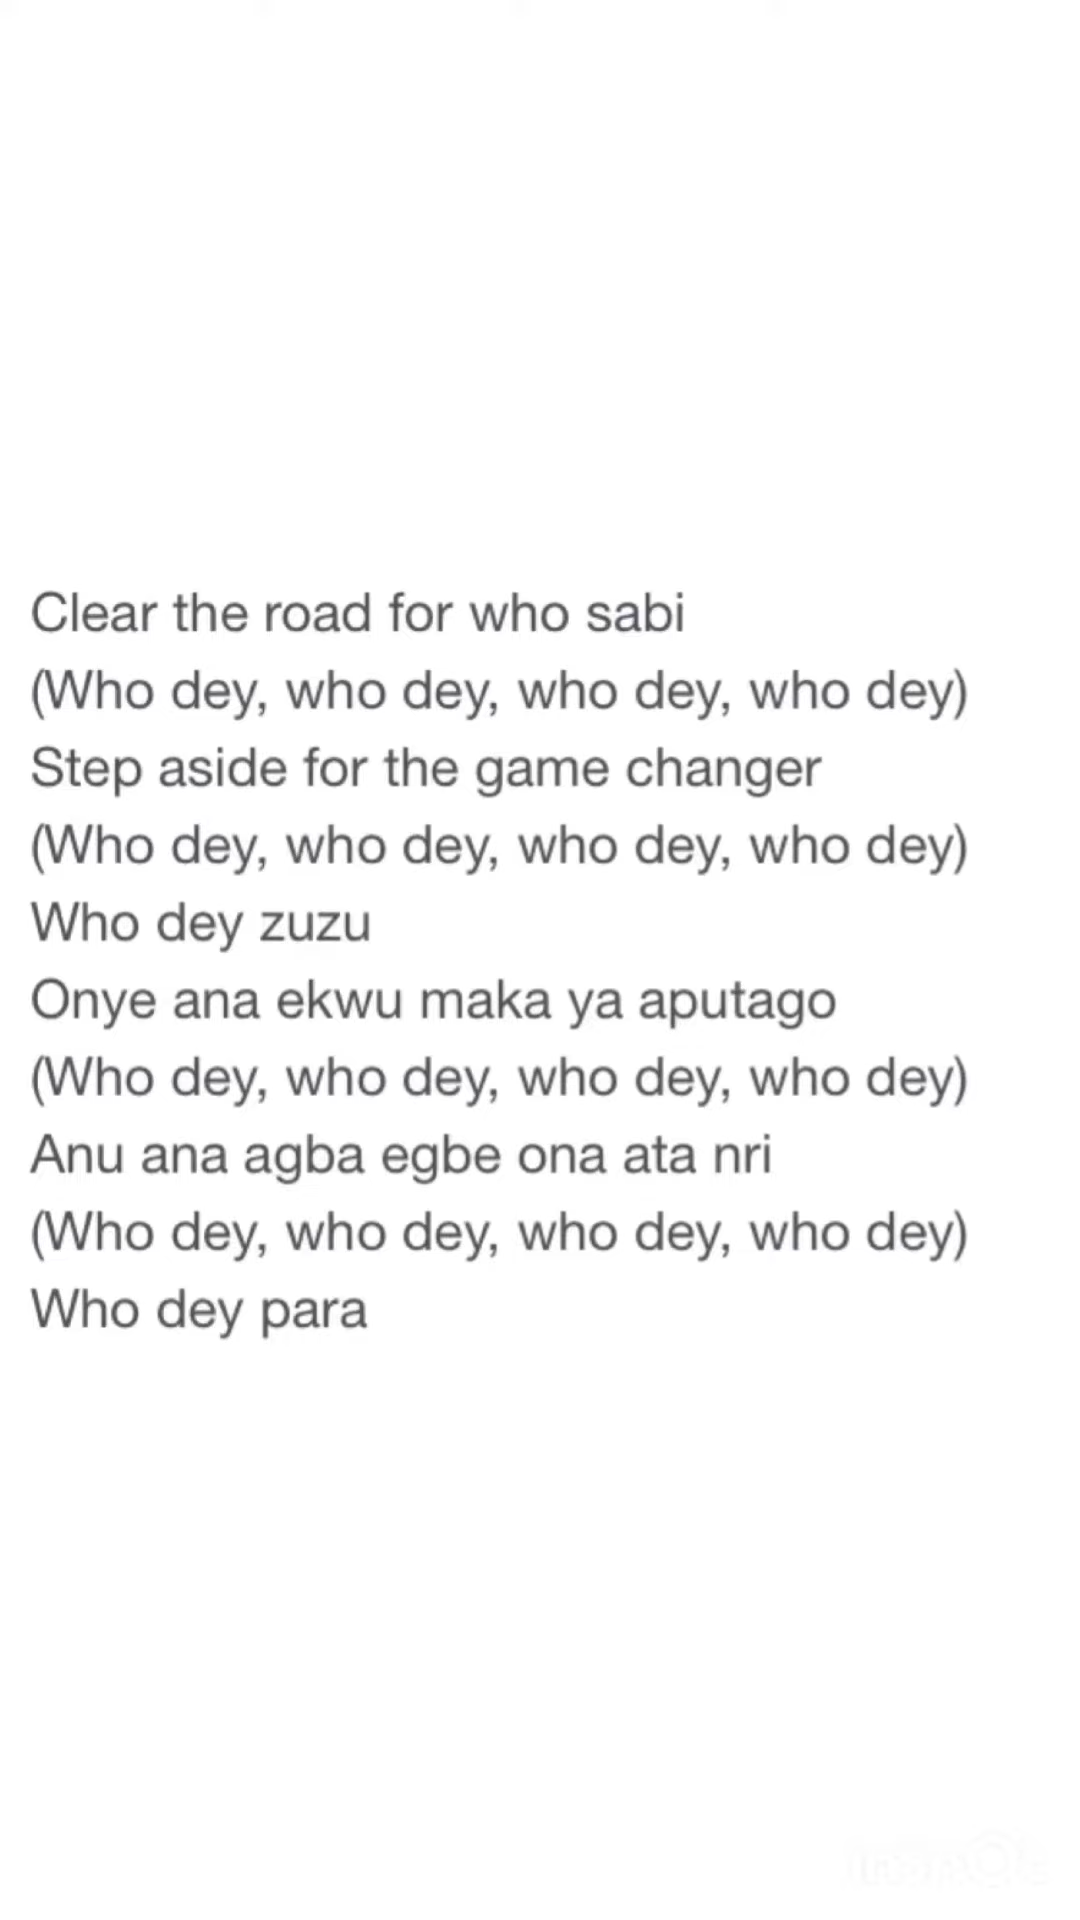 Clear the road for who sabi
(Who dey, who dey, who dey, who dey)
Step aside for the game changer
(Who dey, who dey, who dey, who dey)
Who dey zuzu
Onye ana ekwu maka ya aputago
(Who dey, who dey, who dey, who dey)
Anu ana agba egbe ona ata nri
(Who dey, who dey, who dey, who dey)
Who dey para